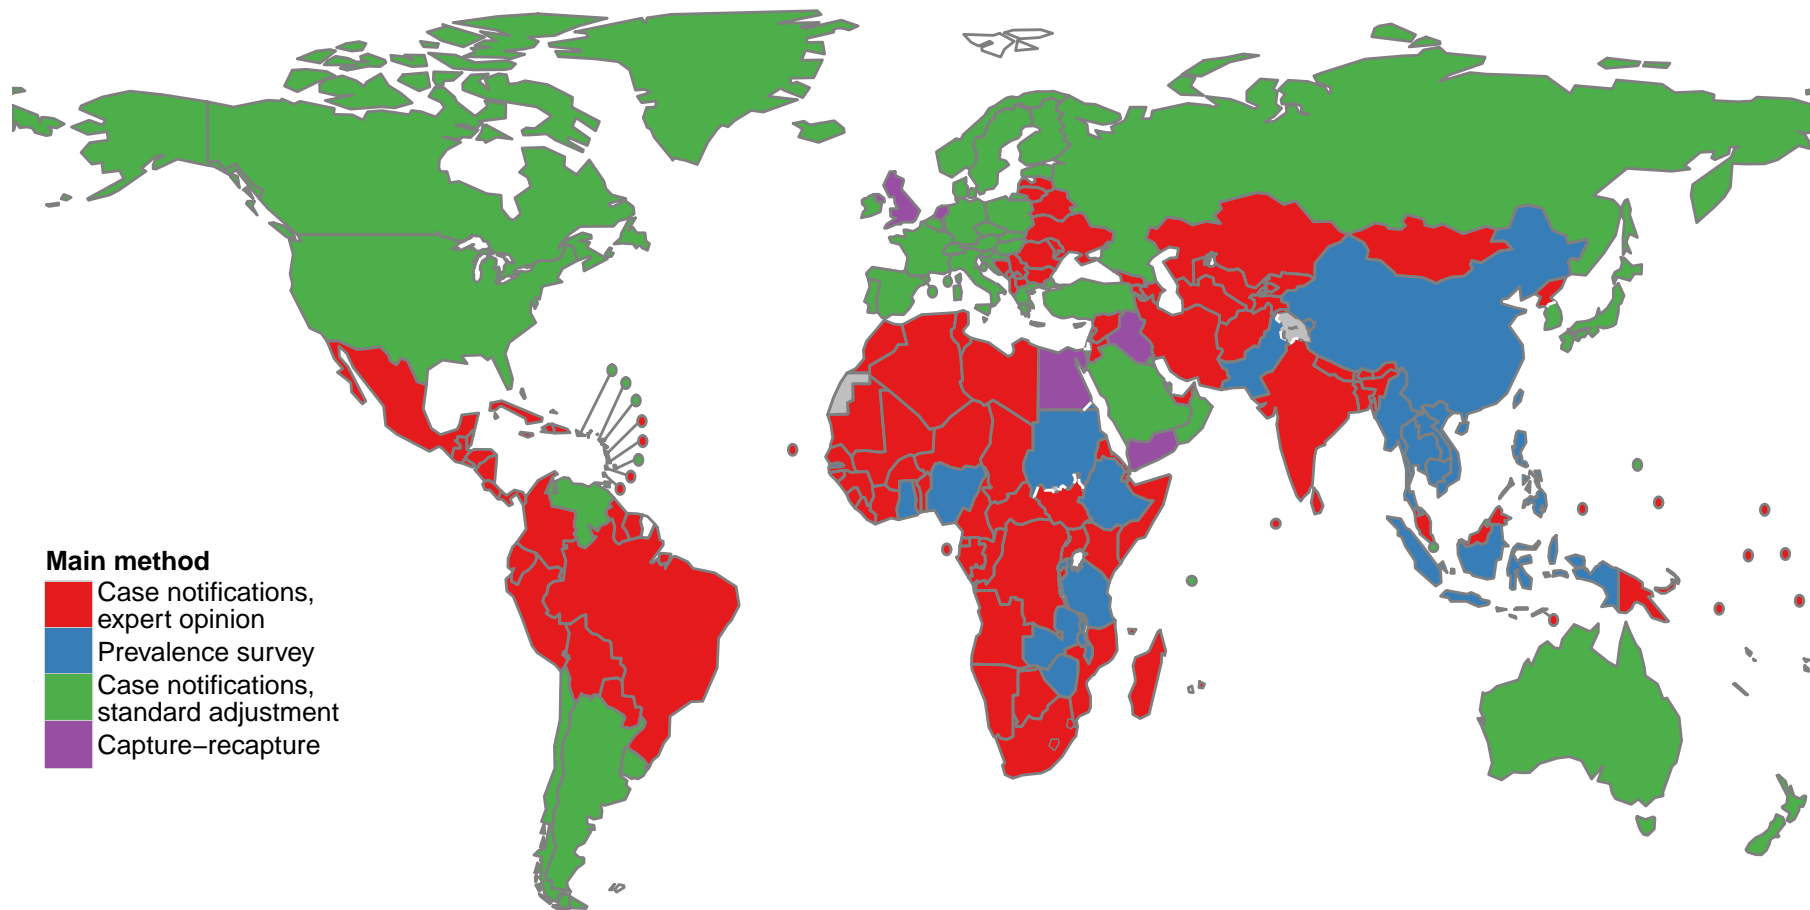 Main method
Case notifications,
expert opinion
Prevalence survey
Case notifications,
standard adjustment
Capture−recapture